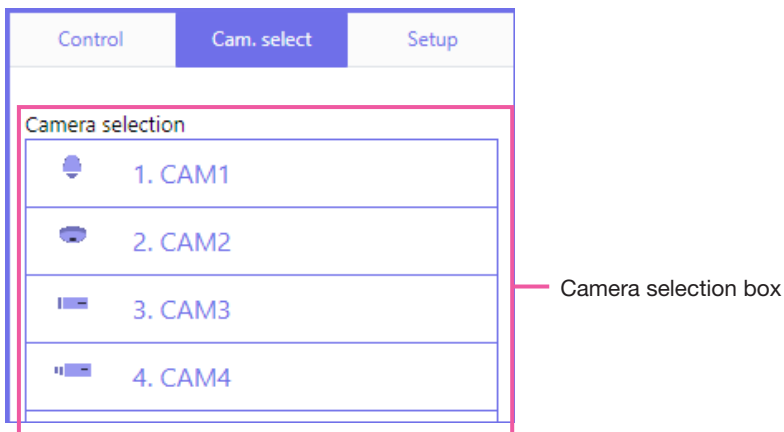 Control Cam. select Setup
Camera selection
1. CAM1
2. CAM2
3. CAM3
4. CAM4
Camera selection box